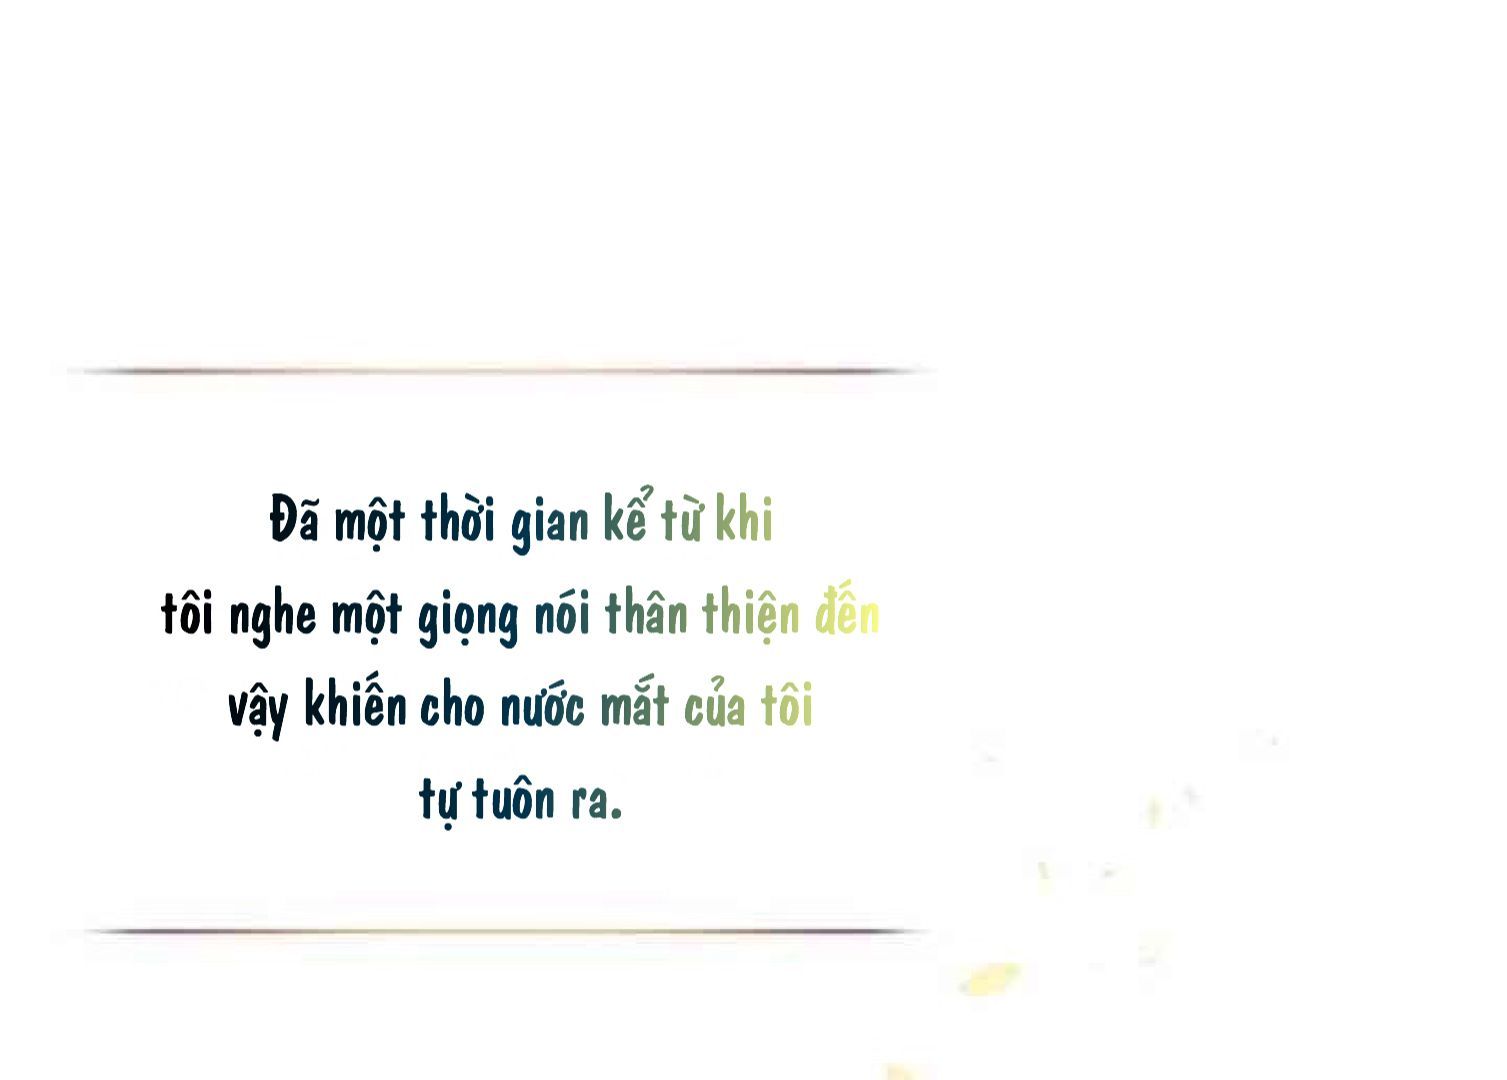 Đã một thời gian kể từ khi
tôi nghe một giọng nói thân thiện đến
vậy khiến cho nước mắt của tôi
tự tuôn ra.